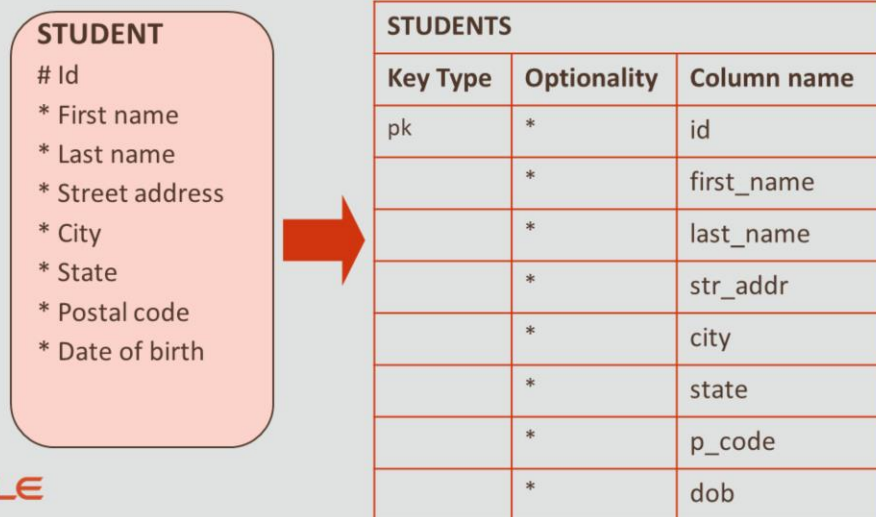 STUDENT
# Id
* First name
* Last name
* Street address
* City
* State
* Postal code
* Date of birth
STUDENTS
Key Type Optionality Column name
pk * id
* first_name
* last_name
* str_addr
* city
* state
* p_code
* dob
LE